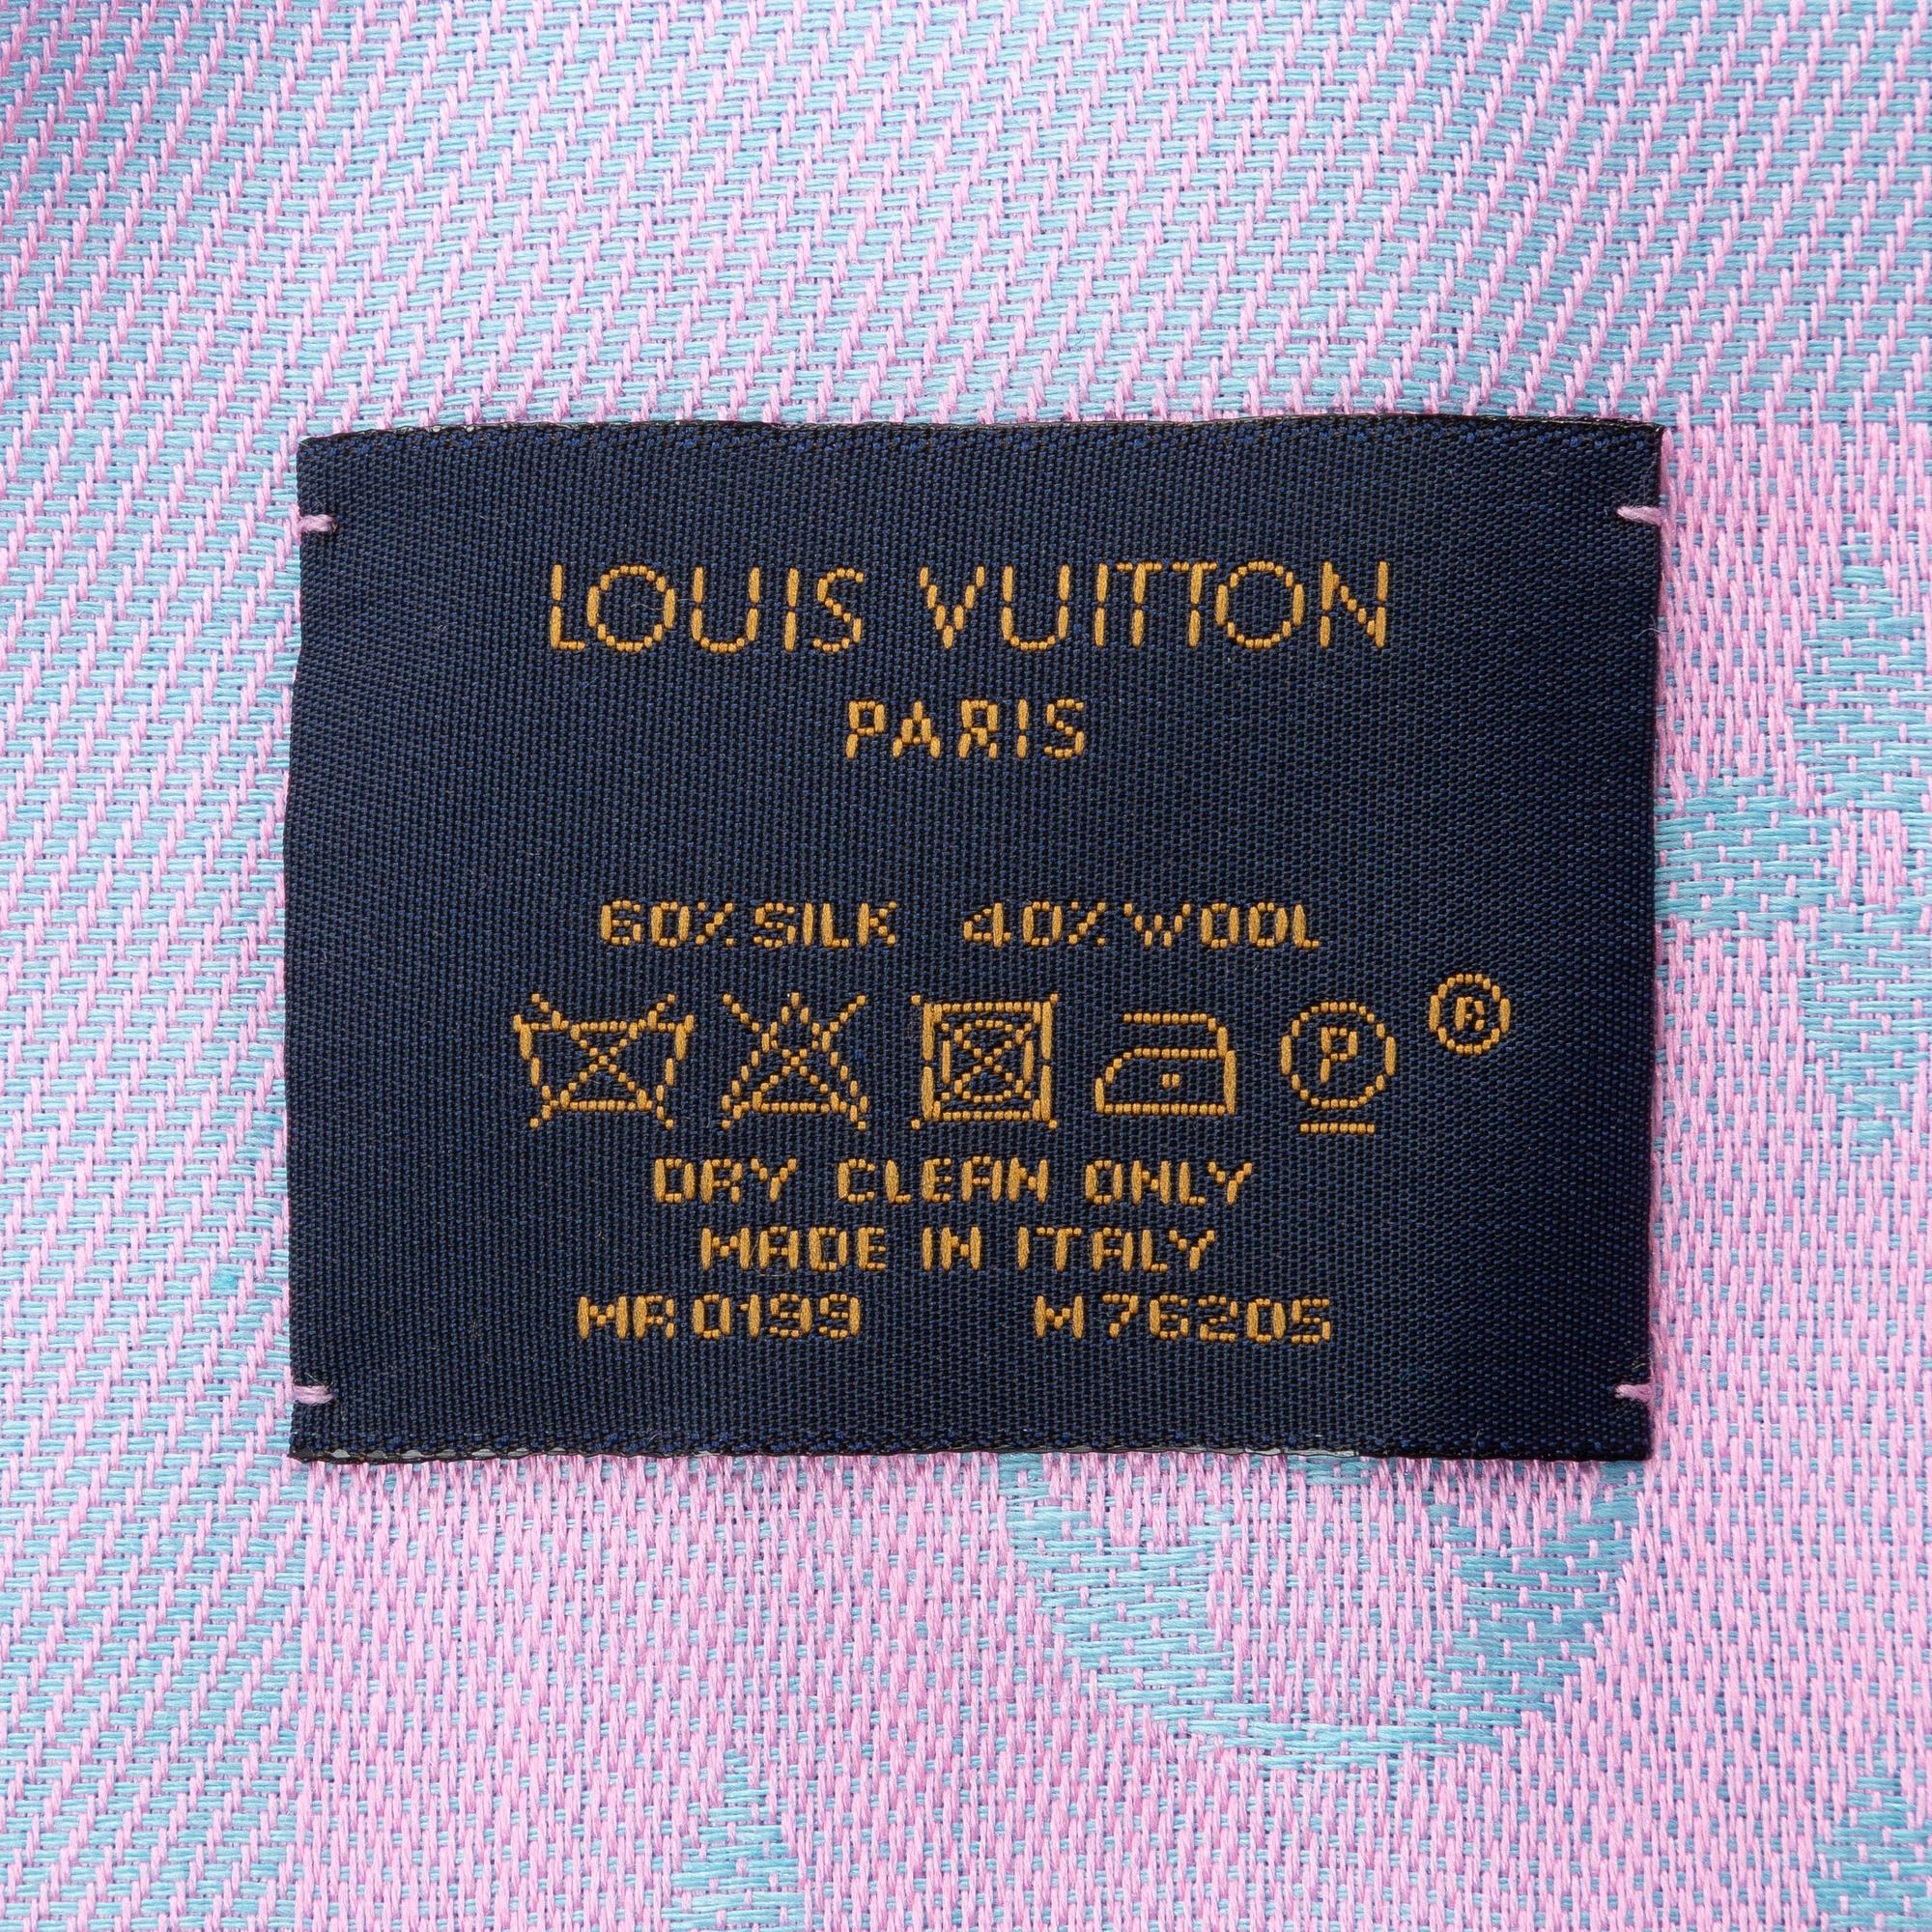 LOUIS VUITTON
PARIS
60% SILK 40% WOOL
P ®
DRY CLEAN ONLY
MADE IN ITALY
MR0199 M76205